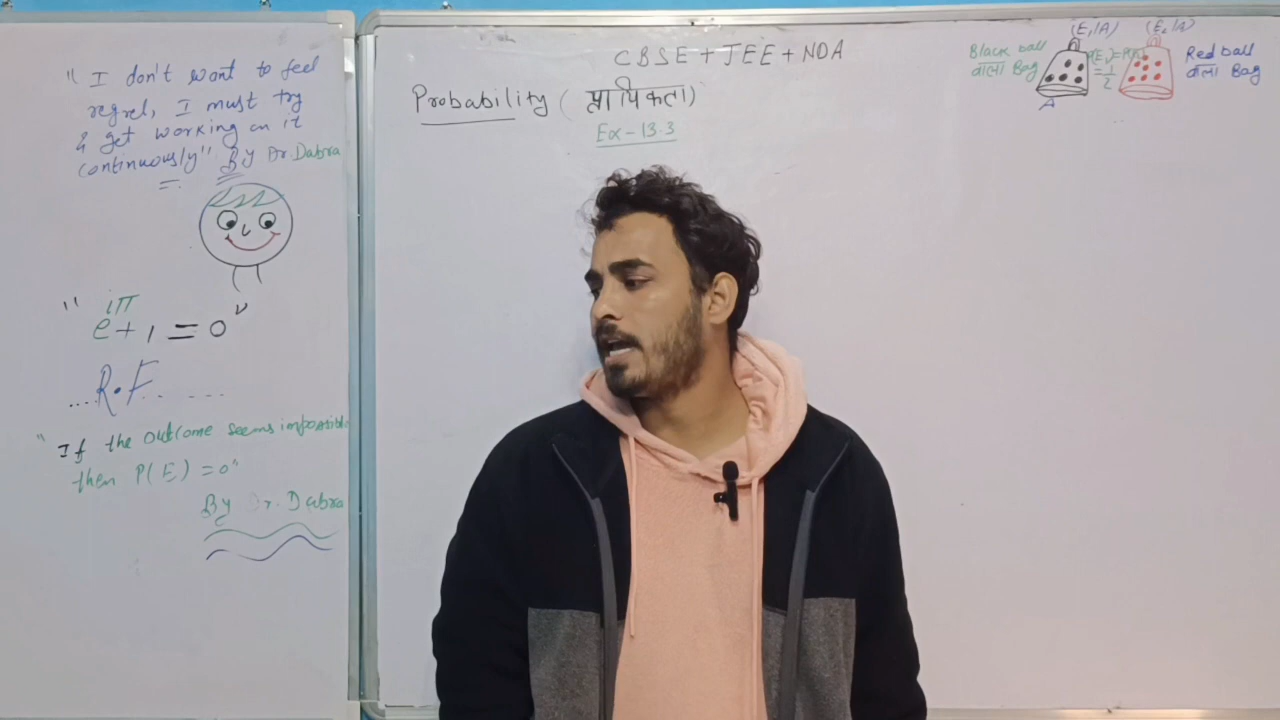 " I don't want to feel
regret, I must try
& get working on it
continuously" By Dr. Dabra
" e^iπ + 1 = 0 "
....R.F.. ...
" If the outcome seems impossible
then P(E) = 0"
By Dr. Dabra
CBSE + JEE + NDA
Probability ( प्रायिकता)
Ex - 13.3
Black ball
वाला Bag
(E₁|A)
= 1/2
A
(E₂|A)
Red ball
वाला Bag